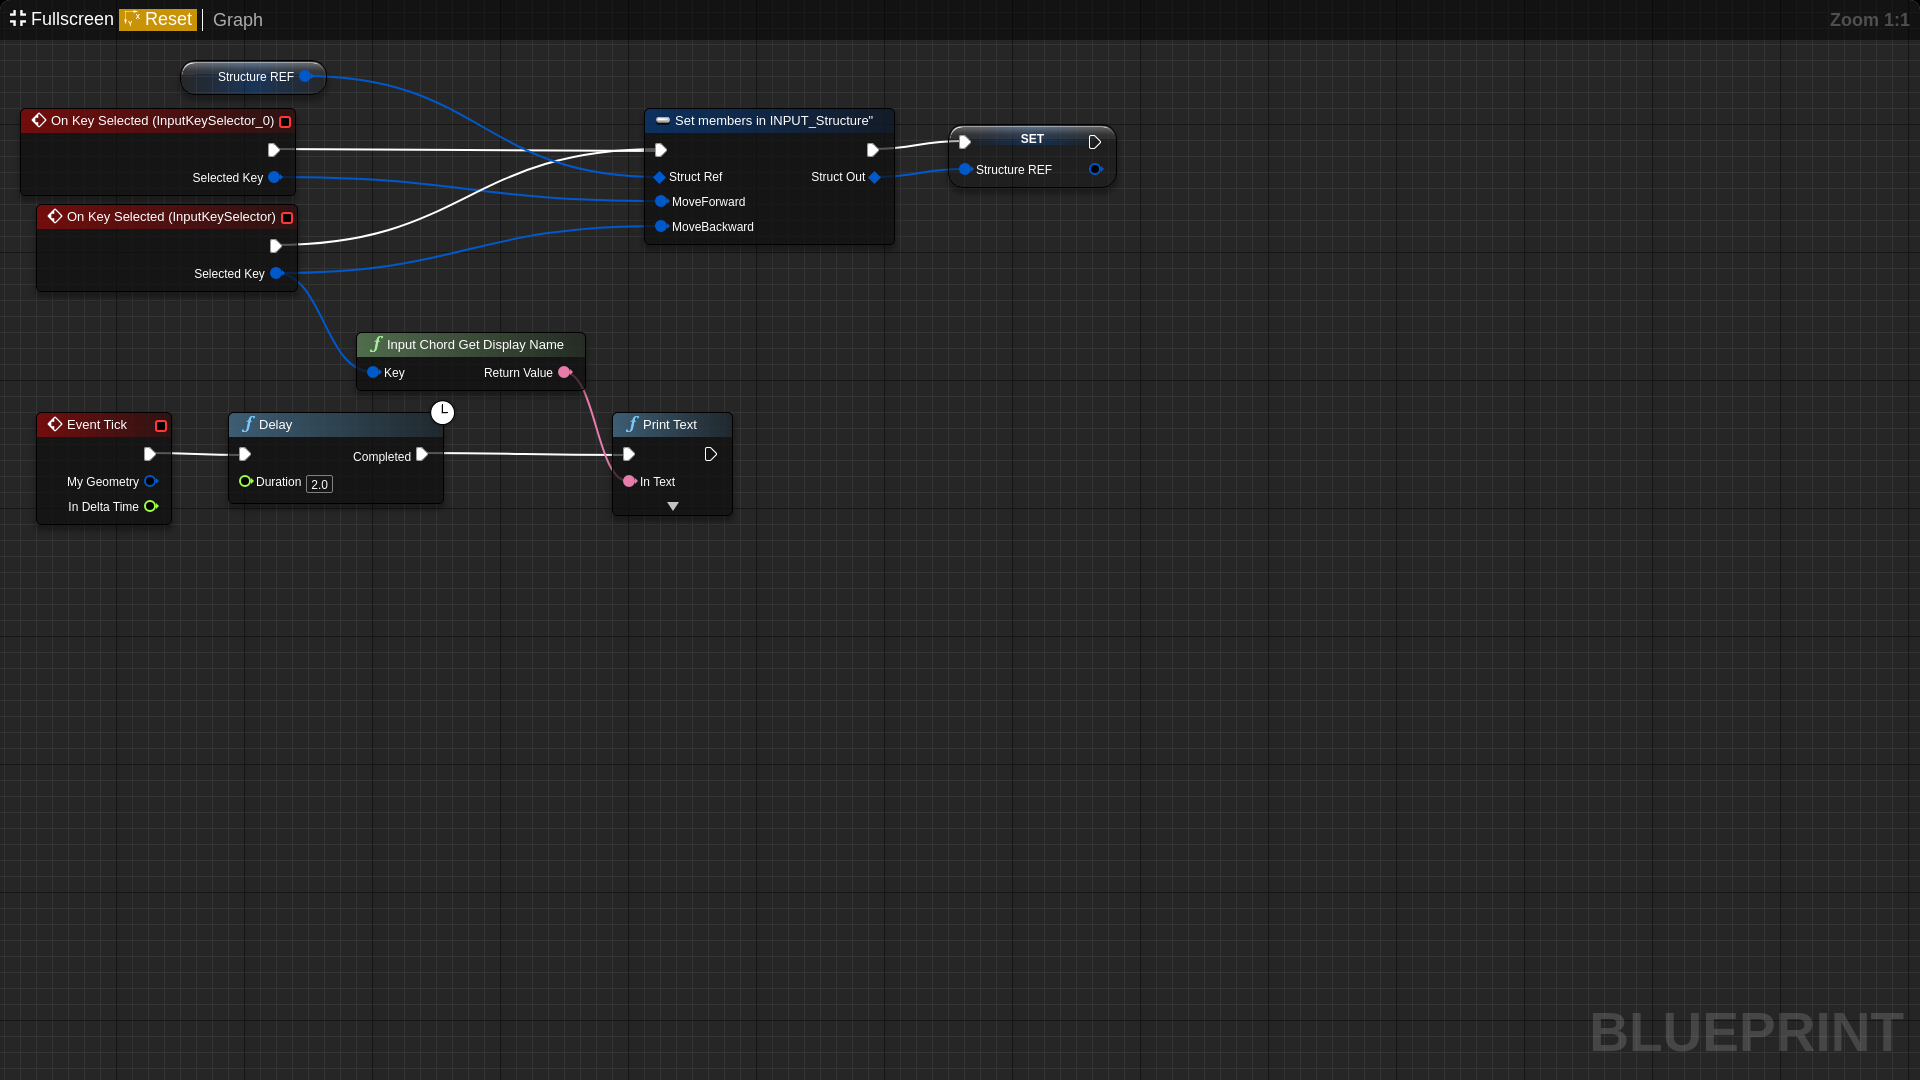 Fullscreen Reset Graph Zoom 1:1
Structure REF
On Key Selected (InputKeySelector_0)
Selected Key
On Key Selected (InputKeySelector)
Selected Key
Set members in INPUT_Structure"
Struct Ref Struct Out
MoveForward
MoveBackward
SET
Structure REF
Input Chord Get Display Name
Key Return Value
Event Tick
My Geometry
In Delta Time
Delay
Completed
Duration 2.0
Print Text
In Text
BLUEPRINT